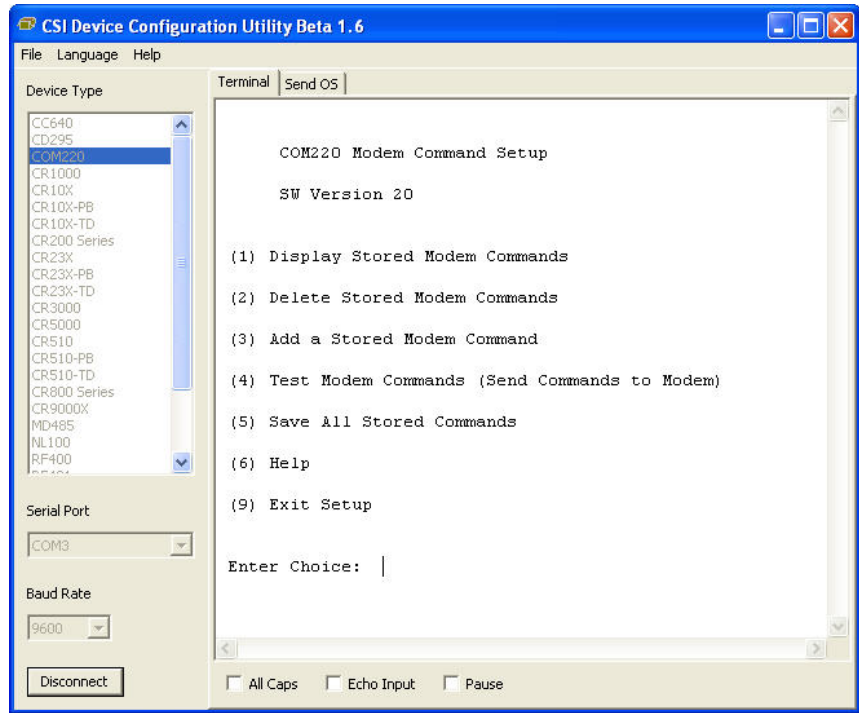 CSI Device Configuration Utility Beta 1.6
File Language Help
Device Type
CC640
CD295
COM220
CR1000
CR10X
CR10X-PB
CR10X-TD
CR200 Series
CR23X
CR23X-PB
CR23X-TD
CR3000
CR5000
CR510
CR510-PB
CR510-TD
CR800 Series
CR9000X
MD485
NL100
RF400
Serial Port
COM3
Baud Rate
9600
Disconnect
Terminal Send OS
COM220 Modem Command Setup
SW Version 20
(1) Display Stored Modem Commands
(2) Delete Stored Modem Commands
(3) Add a Stored Modem Command
(4) Test Modem Commands (Send Commands to Modem)
(5) Save All Stored Commands
(6) Help
(9) Exit Setup
Enter Choice:
All Caps Echo Input Pause